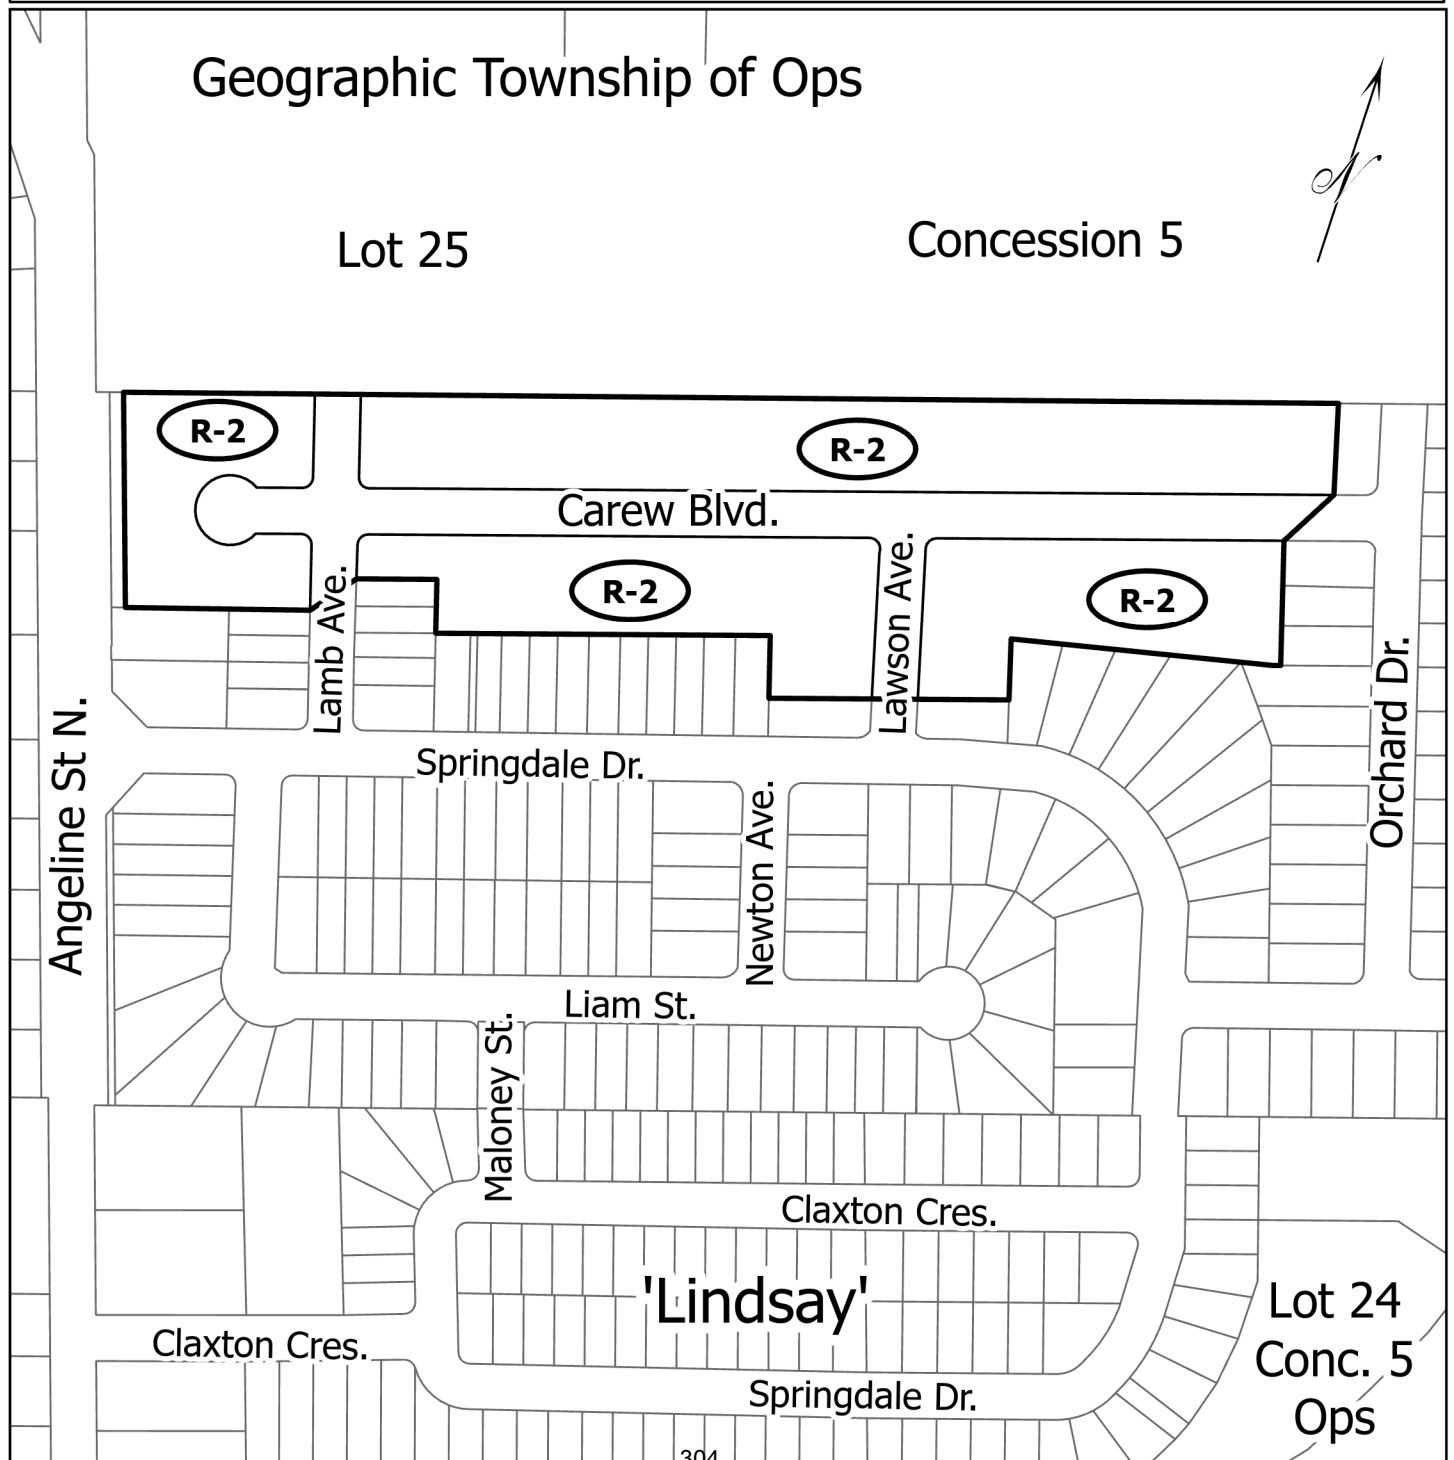 Geographic Township of Ops
N
Lot 25
Concession 5
R-2
R-2
Carew Blvd.
R-2
R-2
Lamb Ave.
Lawson Ave.
Orchard Dr.
Angeline St N.
Springdale Dr.
Newton Ave.
Liam St.
Maloney St.
Claxton Cres.
'Lindsay'
Lot 24
Conc. 5
Ops
Claxton Cres.
Springdale Dr.
304